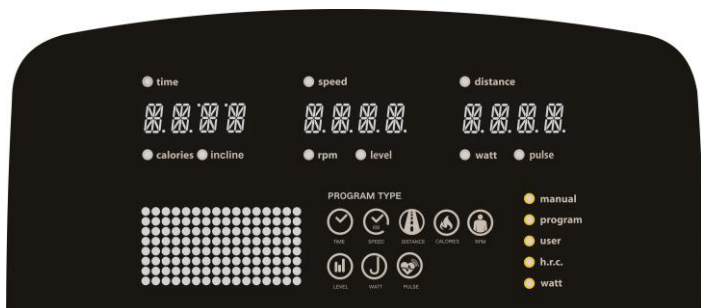 time speed distance
calories incline rpm level watt pulse
PROGRAM TYPE
TIME SPEED DISTANCE CALORIES RPM
LEVEL WATT PULSE
manual
program
user
h.r.c.
watt